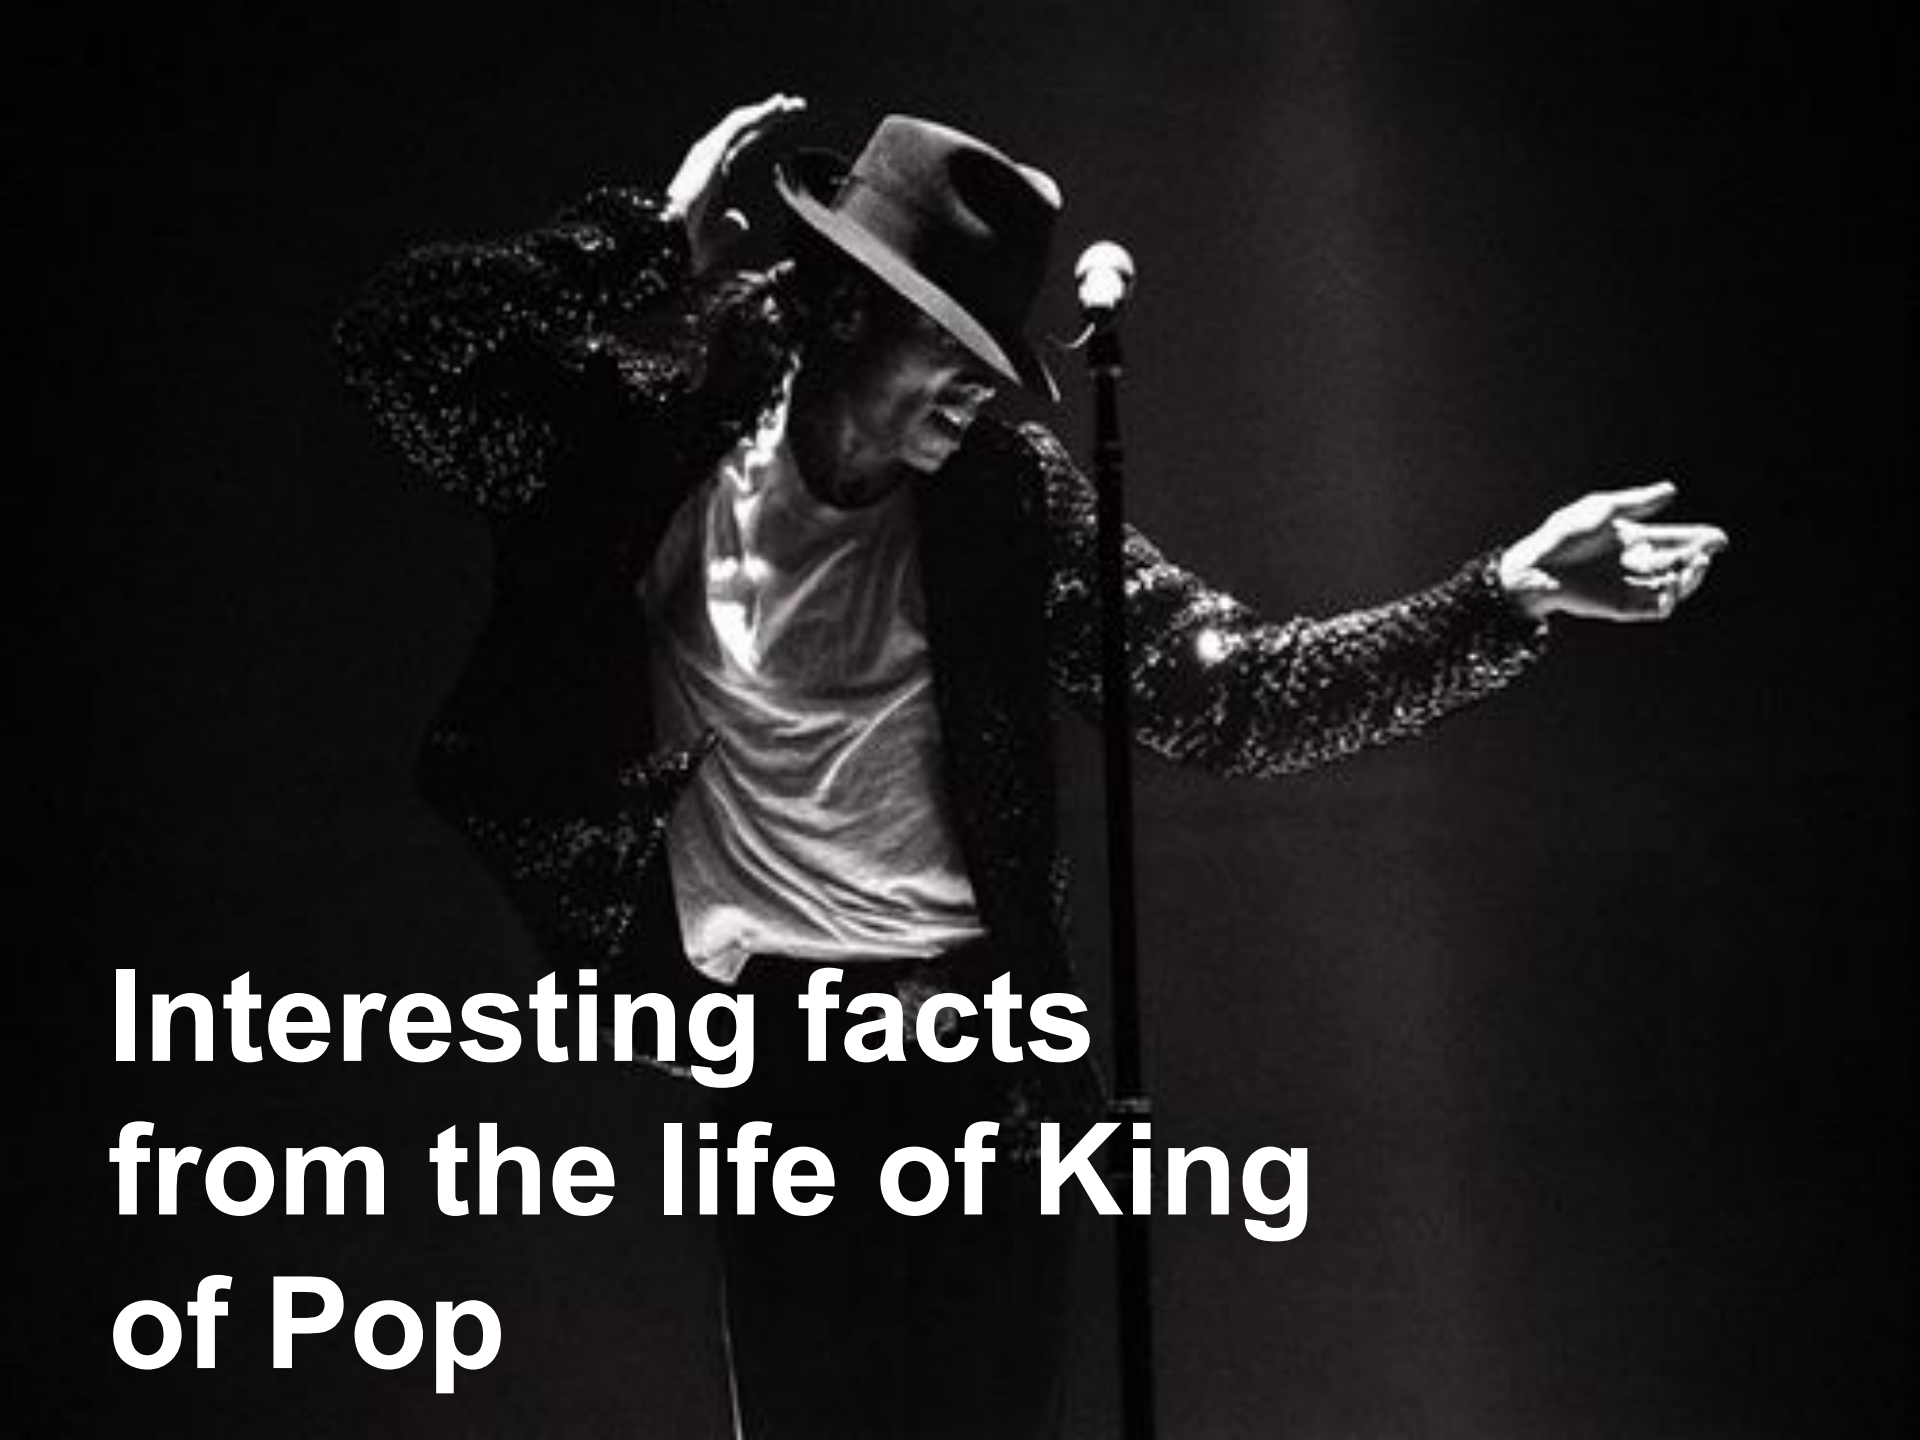 Interesting facts
from the life of King
of Pop